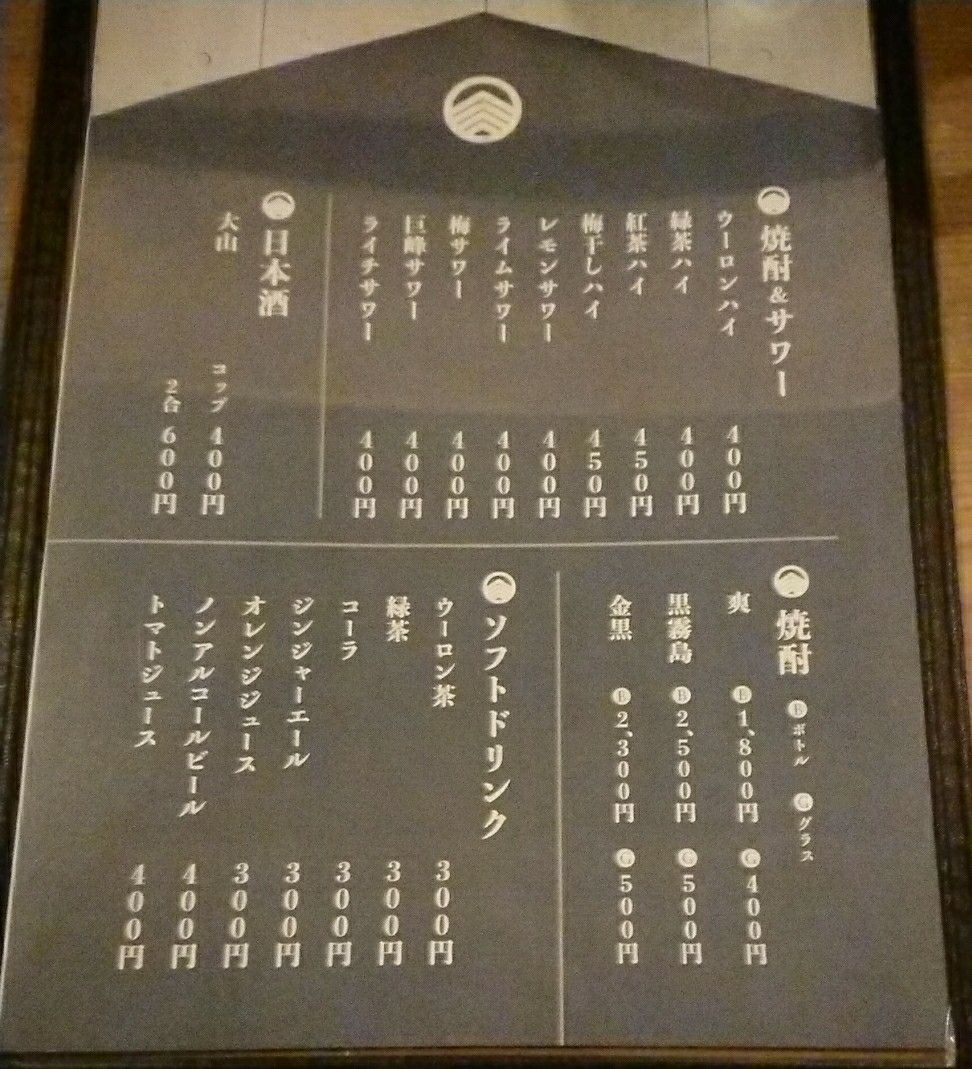 焼酎&サワー
ウーロンハイ 400円
緑茶ハイ 400円
紅茶ハイ 450円
梅干しハイ 450円
レモンサワー 400円
ライムサワー 400円
梅サワー 400円
巨峰サワー 400円
ライチサワー 400円
日本酒
大山 コップ 400円
2合 600円
焼酎 Ⓑボトル Ⓖグラス
爽 Ⓑ1,800円 Ⓖ400円
黒霧島 Ⓑ2,500円 Ⓖ500円
金黒 Ⓑ2,300円 Ⓖ500円
ソフトドリンク
ウーロン茶 300円
緑茶 300円
コーラ 300円
ジンジャーエール 300円
オレンジジュース 300円
ノンアルコールビール 400円
トマトジュース 400円